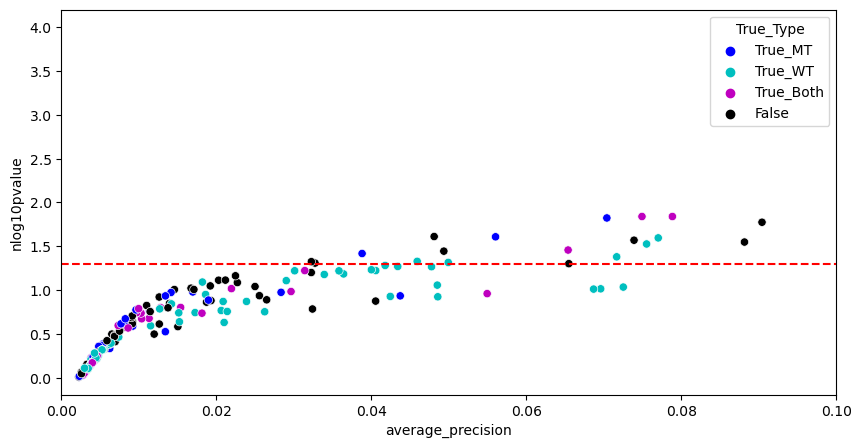 True_Type
True_MT
True_WT
True_Both
False
nlog10pvalue
4.0
3.5
3.0
2.5
2.0
1.5
1.0
0.5
0.0
0.00 0.02 0.04 0.06 0.08 0.10
average_precision